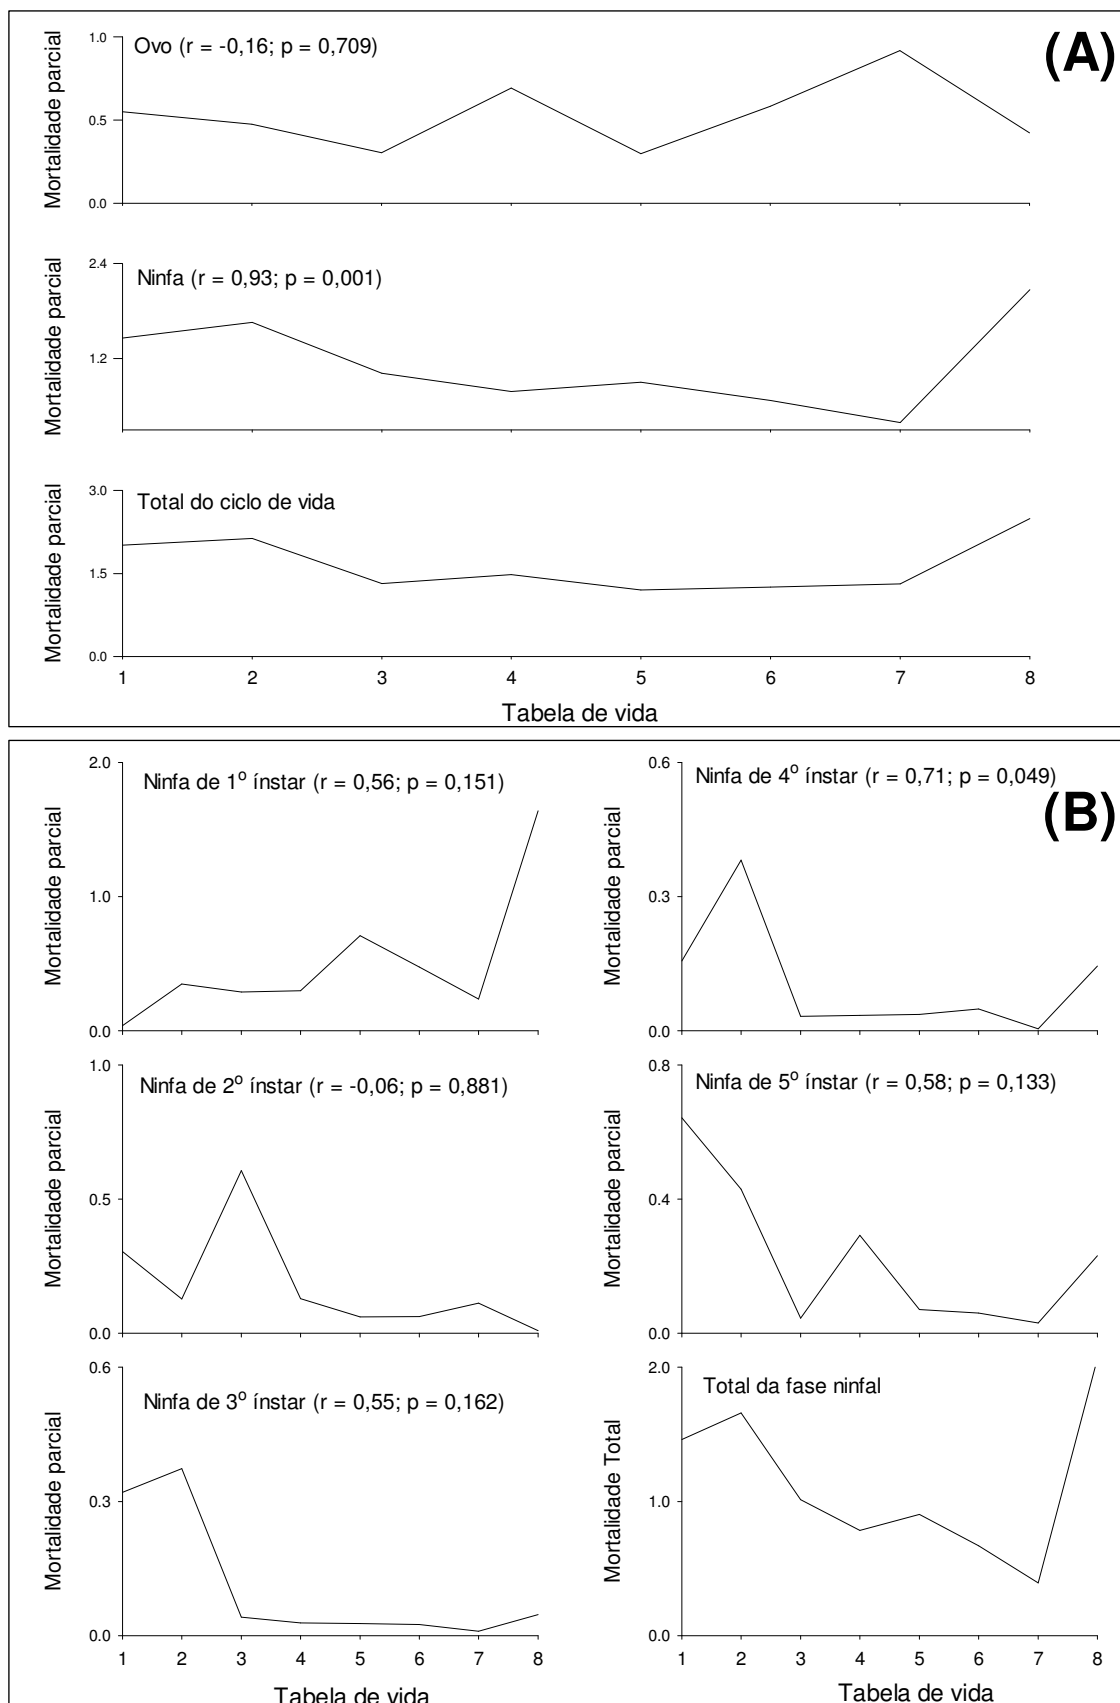 (A)
Ovo (r = -0,16; p = 0,709)
Mortalidade parcial
1.0
0.5
0.0
Ninfa (r = 0,93; p = 0,001)
Mortalidade parcial
2.4
1.2
Total do ciclo de vida
Mortalidade parcial
3.0
1.5
0.0
1 2 3 4 5 6 7 8
Tabela de vida
(B)
Ninfa de 1º ínstar (r = 0,56; p = 0,151)
Mortalidade parcial
2.0
1.0
0.0
Ninfa de 4º ínstar (r = 0,71; p = 0,049)
Mortalidade parcial
0.6
0.3
0.0
Ninfa de 2º ínstar (r = -0,06; p = 0,881)
Mortalidade parcial
1.0
0.5
0.0
Ninfa de 5º ínstar (r = 0,58; p = 0,133)
Mortalidade parcial
0.8
0.4
0.0
Ninfa de 3º ínstar (r = 0,55; p = 0,162)
Mortalidade parcial
0.6
0.3
0.0
1 2 3 4 5 6 7 8
Tabela de vida
Total da fase ninfal
Mortalidade Total
2.0
1.0
0.0
1 2 3 4 5 6 7 8
Tabela de vida